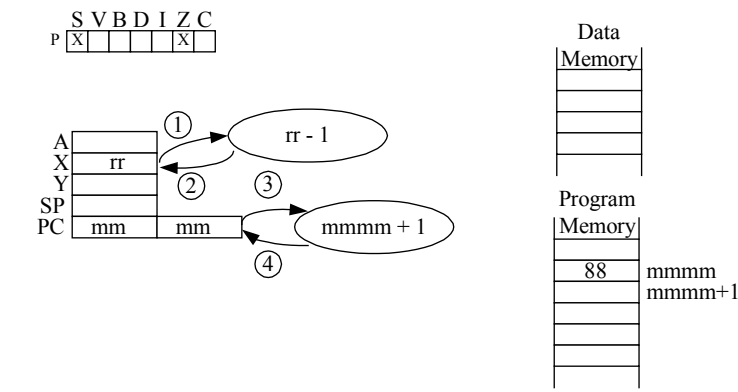 S V B D I Z C
P X X
Data
Memory
1
rr - 1
A
X rr
2
Y
3
SP
PC mm mm
mmmm + 1
4
Program
Memory
88 mmmm
mmmm+1